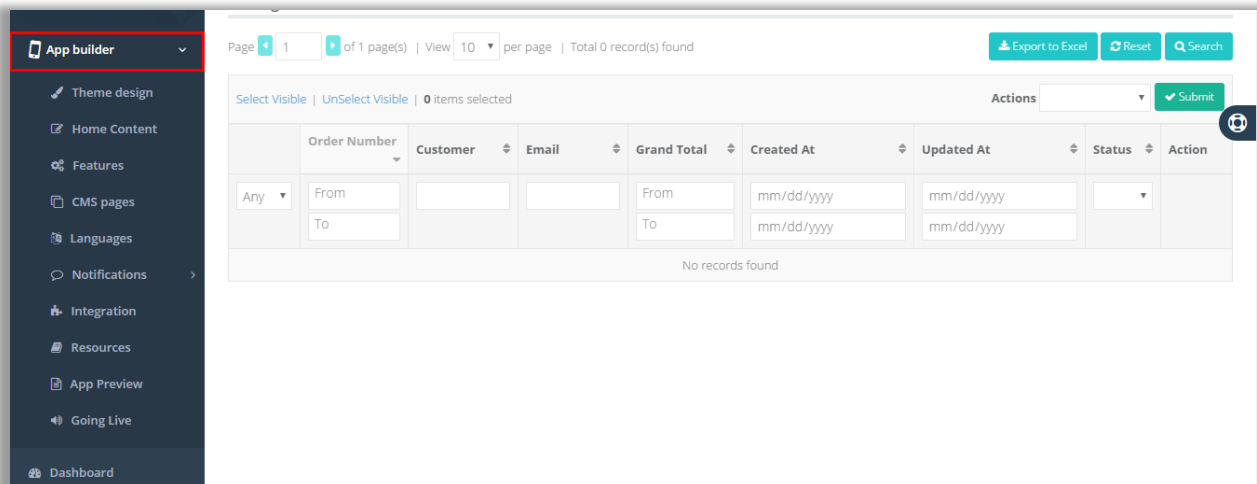 App builder
Theme design
Home Content
Features
CMS pages
Languages
Notifications
Integration
Resources
App Preview
Going Live
Dashboard
Page 1 of 1 page(s) | View 10 per page | Total 0 record(s) found
Export to Excel Reset Search
Select Visible | UnSelect Visible | 0 items selected
Actions Submit
Order Number Customer Email Grand Total Created At Updated At Status Action
Any From From mm/dd/yyyy mm/dd/yyyy
To To mm/dd/yyyy mm/dd/yyyy
No records found